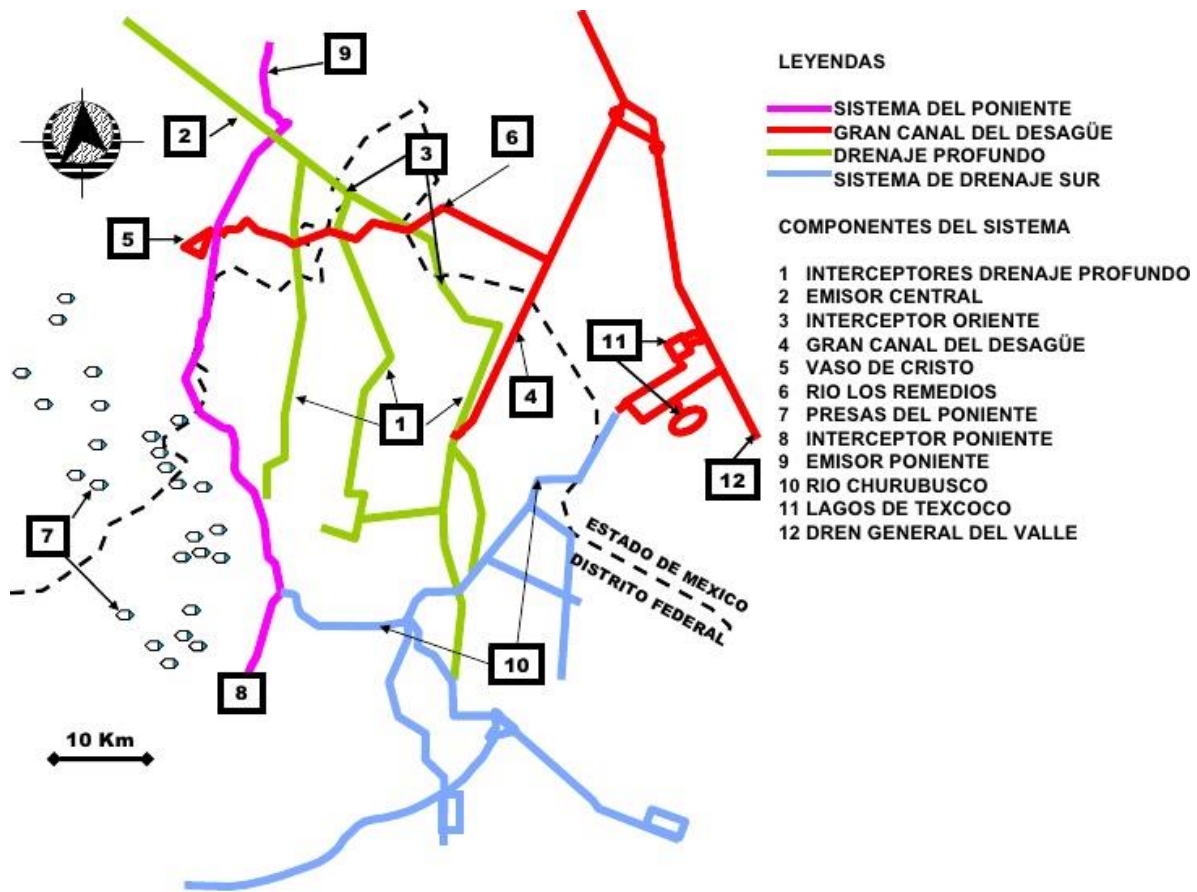 9
2
3
6
5
11
4
1
12
7
8
10
10 Km
ESTADO DE MEXICO
DISTRITO FEDERAL
LEYENDAS
SISTEMA DEL PONIENTE
GRAN CANAL DEL DESAGÜE
DRENAJE PROFUNDO
SISTEMA DE DRENAJE SUR
COMPONENTES DEL SISTEMA
1 INTERCEPTORES DRENAJE PROFUNDO
2 EMISOR CENTRAL
3 INTERCEPTOR ORIENTE
4 GRAN CANAL DEL DESAGÜE
5 VASO DE CRISTO
6 RIO LOS REMEDIOS
7 PRESAS DEL PONIENTE
8 INTERCEPTOR PONIENTE
9 EMISOR PONIENTE
10 RIO CHURUBUSCO
11 LAGOS DE TEXCOCO
12 DREN GENERAL DEL VALLE